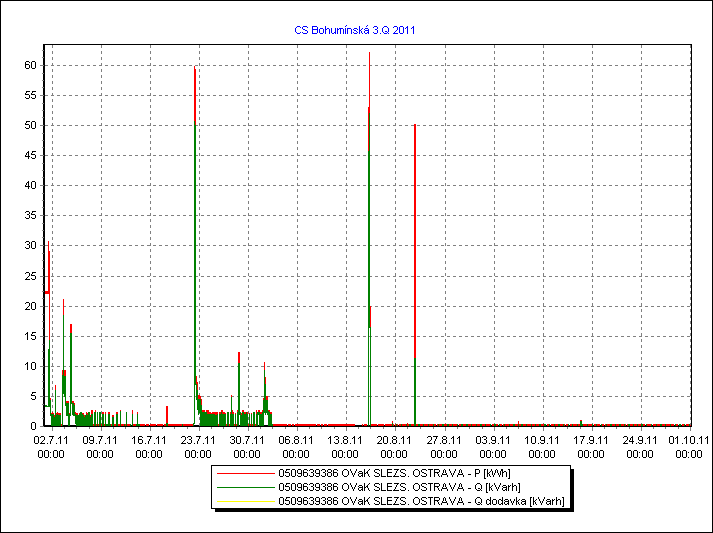 CS Bohumínská 3.Q 2011
60
55
50
45
40
35
30
25
20
15
10
5
0
02.7.11 09.7.11 16.7.11 23.7.11 30.7.11 06.8.11 13.8.11 20.8.11 27.8.11 03.9.11 10.9.11 17.9.11 24.9.11 01.10.11
00:00 00:00 00:00 00:00 00:00 00:00 00:00 00:00 00:00 00:00 00:00 00:00 00:00 00:00
0509639386 OVaK SLEZS. OSTRAVA - P [kWh]
0509639386 OVaK SLEZS. OSTRAVA - Q [kVarh]
0509639386 OVaK SLEZS. OSTRAVA - Q dodavka [kVarh]